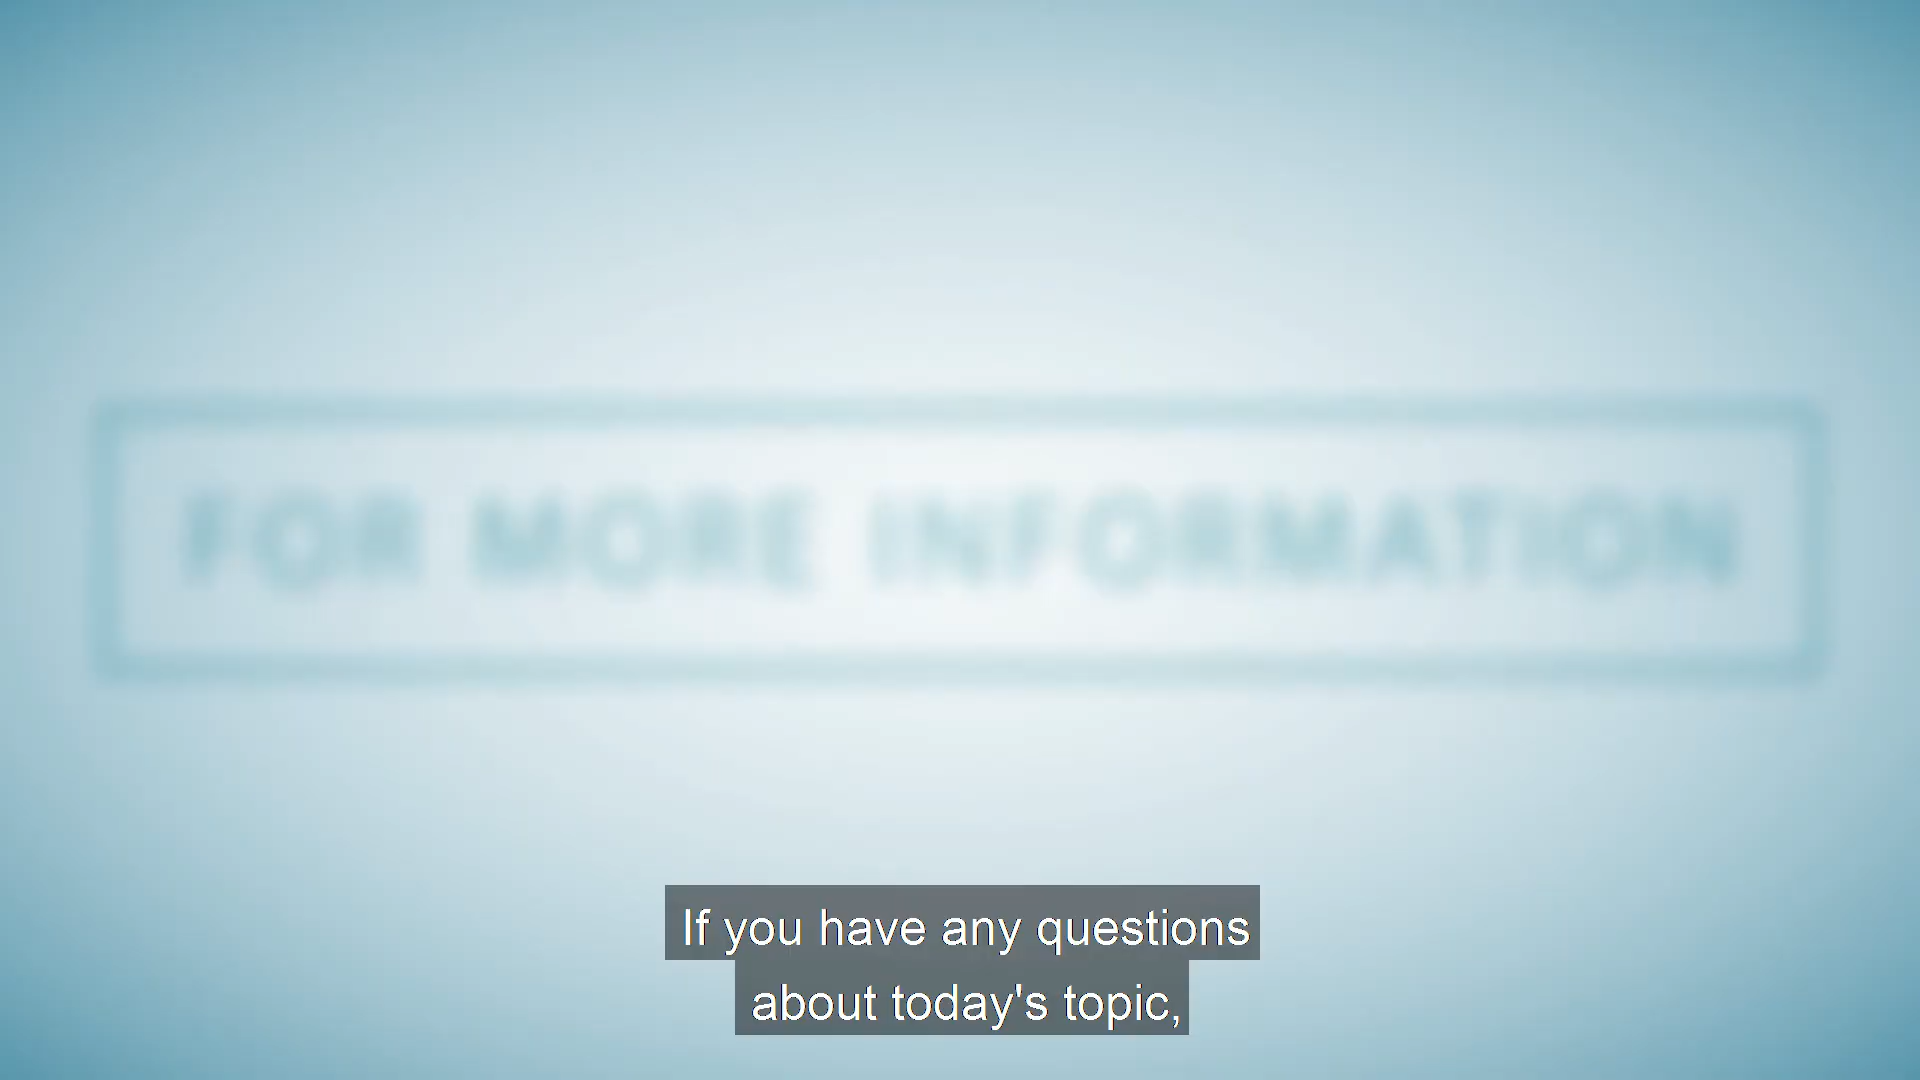 FOR MORE INFORMATION
If you have any questions
about today's topic,